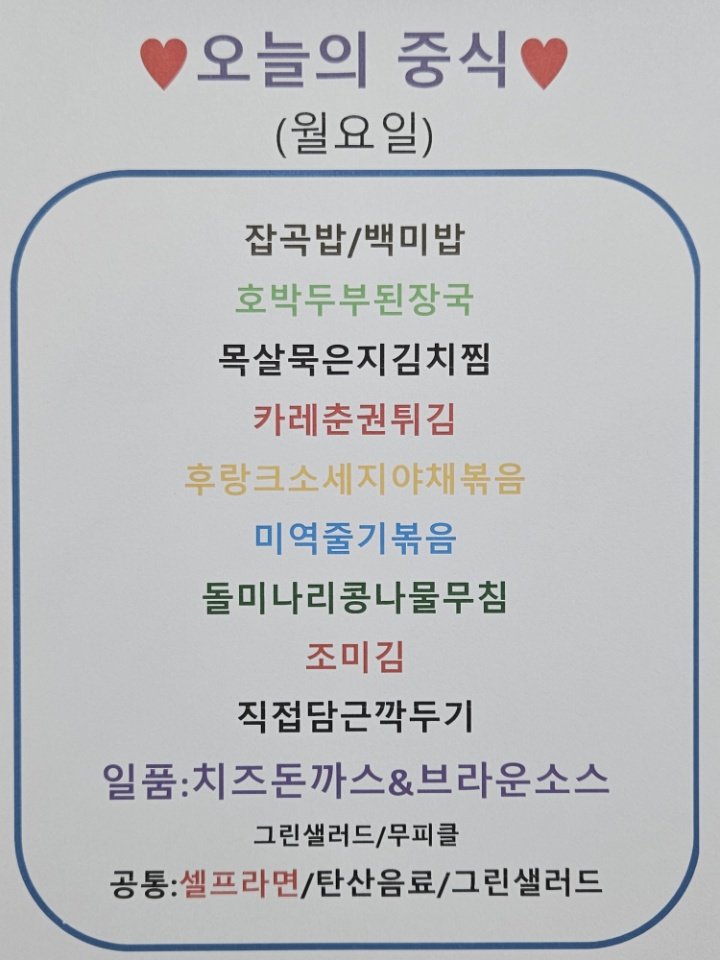 ♥오늘의 중식♥
(월요일)
잡곡밥/백미밥
호박두부된장국
목살묵은지김치찜
카레춘권튀김
후랑크소세지야채볶음
미역줄기볶음
돌미나리콩나물무침
조미김
직접담근깍두기
일품:치즈돈까스&브라운소스
그린샐러드/무피클
공통:셀프라면/탄산음료/그린샐러드